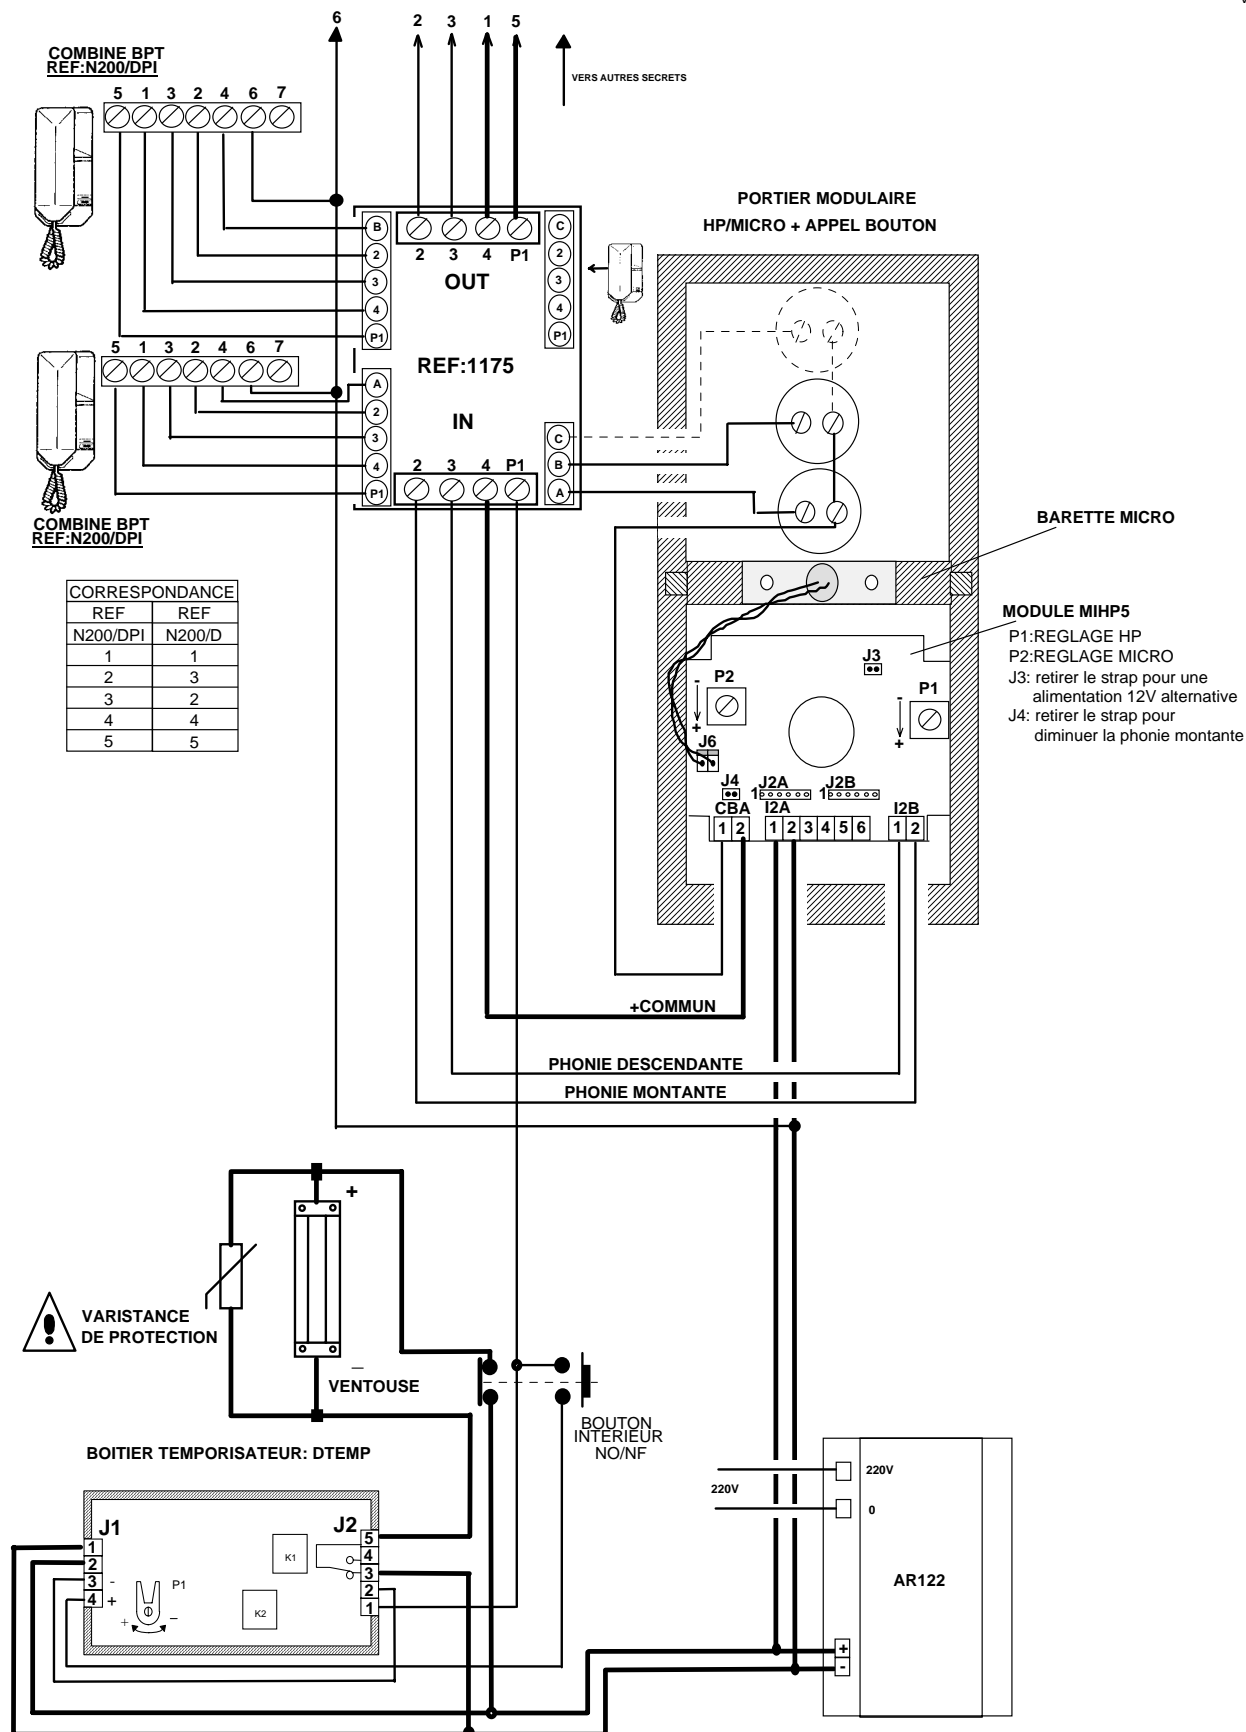 6
2 3 1 5
VERS AUTRES SECRETS
COMBINE BPT
REF:N200/DPI
5 1 3 2 4 6 7
PORTIER MODULAIRE
HP/MICRO + APPEL BOUTON
B
2
3
4
P1
2 3 4 P1
OUT
C
2
3
4
P1
REF:1175
5 1 3 2 4 6 7
A
2
3
4
P1
IN
2 3 4 P1
C
B
A
COMBINE BPT
REF:N200/DPI
BARETTE MICRO
CORRESPONDANCE
REF REF
N200/DPI N200/D
1 1
2 3
3 2
4 4
5 5
MODULE MIHP5
P1:REGLAGE HP
P2:REGLAGE MICRO
J3: retirer le strap pour une
alimentation 12V alternative
J4: retirer le strap pour
diminuer la phonie montante
J3
P2
P1
- +
- +
J6
J4 1 J2A 1 J2B
CBA I2A I2B
1 2 1 2 3 4 5 6 1 2
+COMMUN
PHONIE DESCENDANTE
PHONIE MONTANTE
+
VARISTANCE
DE PROTECTION
–
VENTOUSE
BOUTON
INTERIEUR
NO/NF
BOITIER TEMPORISATEUR: DTEMP
J1
1
2
3 -
4 +
P1
+ –
K1
K2
J2
5
4
3
2
1
220V
220V
0
AR122
+
-